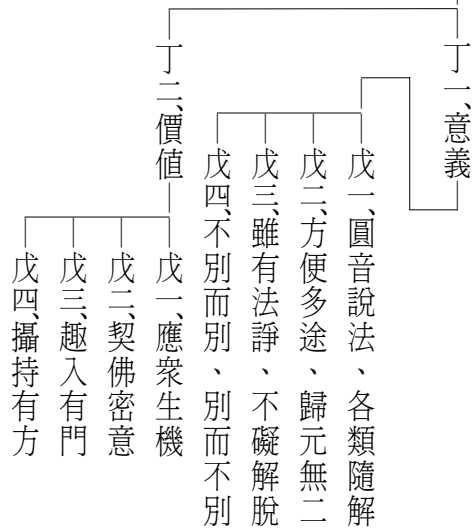 丁一、意義
戊一、圓音說法、各類隨解
戊二、方便多途、歸元無二
戊三、雖有法諍、不礙解脫
戊四、不別而別、別而不別
丁二、價值
戊一、應眾生機
戊二、契佛密意
戊三、趣入有門
戊四、攝持有方